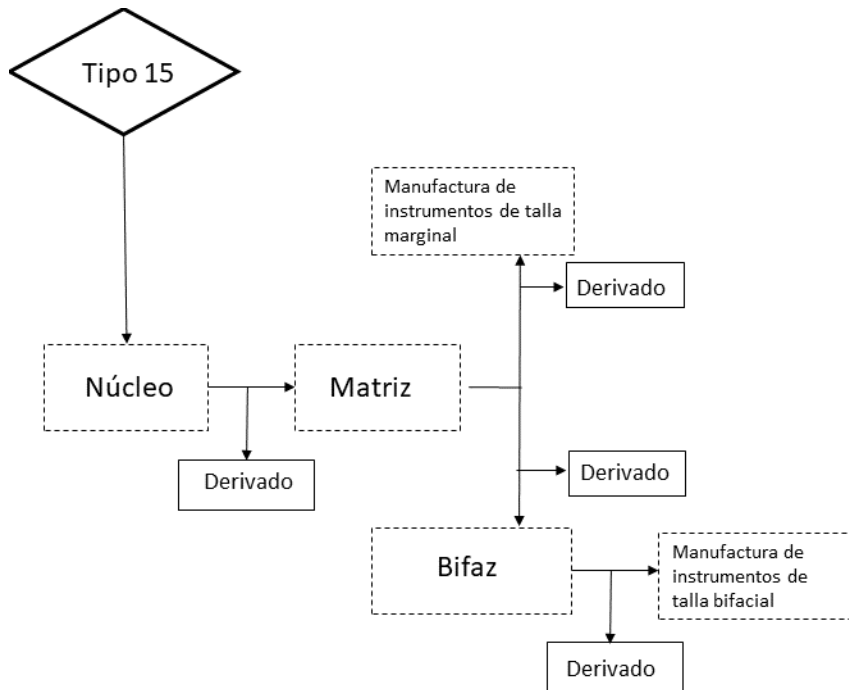 Tipo 15
Manufactura de
instrumentos de talla
marginal
Derivado
Núcleo
Matriz
Derivado
Derivado
Bifaz
Manufactura de
instrumentos de
talla bifacial
Derivado